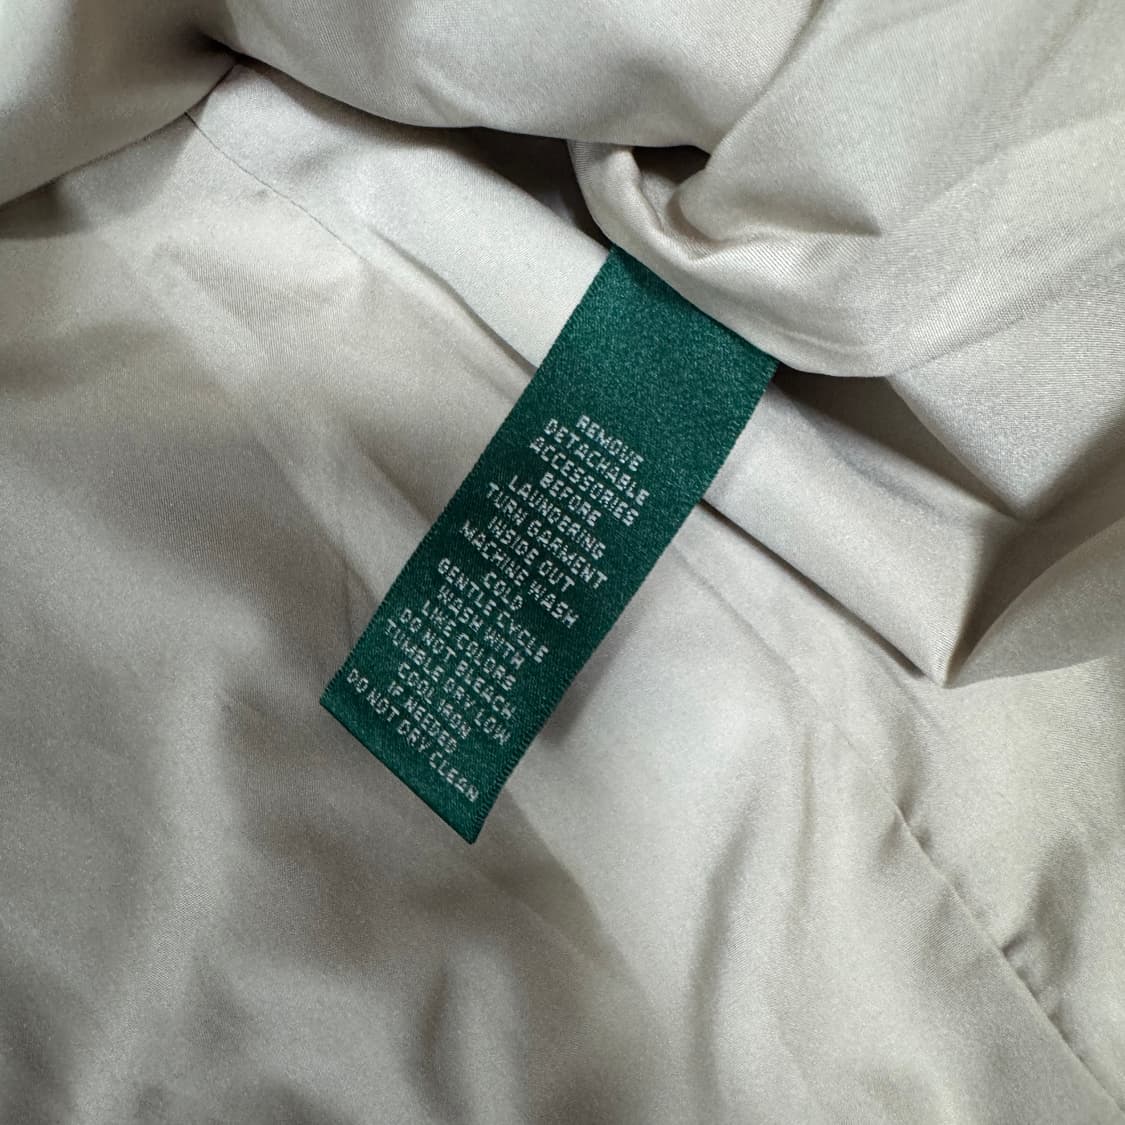 REMOVE
DETACHABLE
ACCESSORIES
BEFORE
LAUNDERING
TURN GARMENT
INSIDE OUT
MACHINE WASH
COLD
GENTLE CYCLE
WASH WITH
LIKE COLORS
DO NOT BLEACH
TUMBLE DRY LOW
COOL IRON
IF NEEDED
DO NOT DRY CLEAN